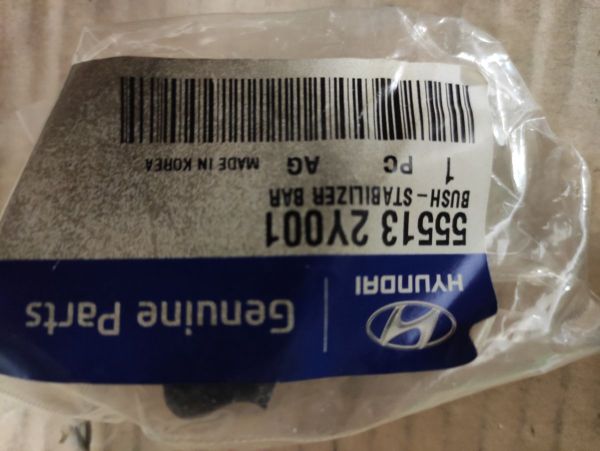 HYUNDAI | Genuine Parts
55513 2Y001
BUSH-STABILIZER BAR
1 PC AG MADE IN KOREA